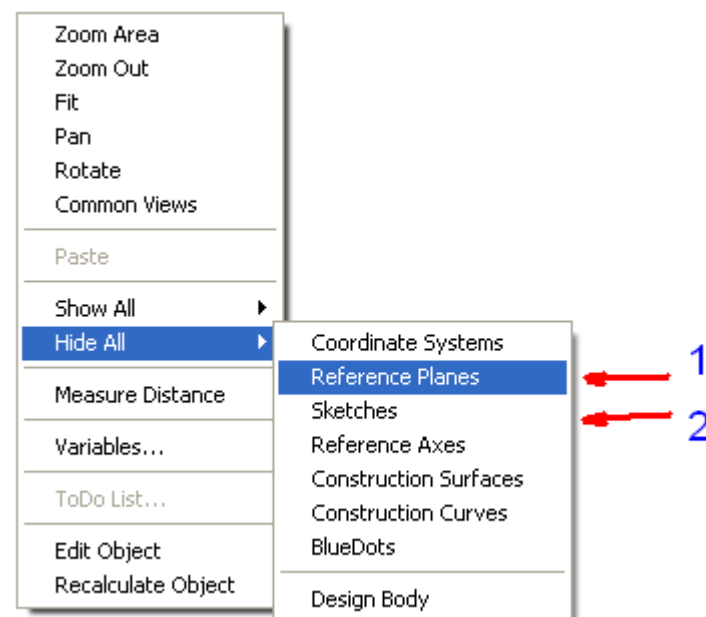 Zoom Area
Zoom Out
Fit
Pan
Rotate
Common Views
Paste
Show All
Hide All
Measure Distance
Variables...
ToDo List...
Edit Object
Recalculate Object
Coordinate Systems
Reference Planes
Sketches
Reference Axes
Construction Surfaces
Construction Curves
BlueDots
Design Body
1
2